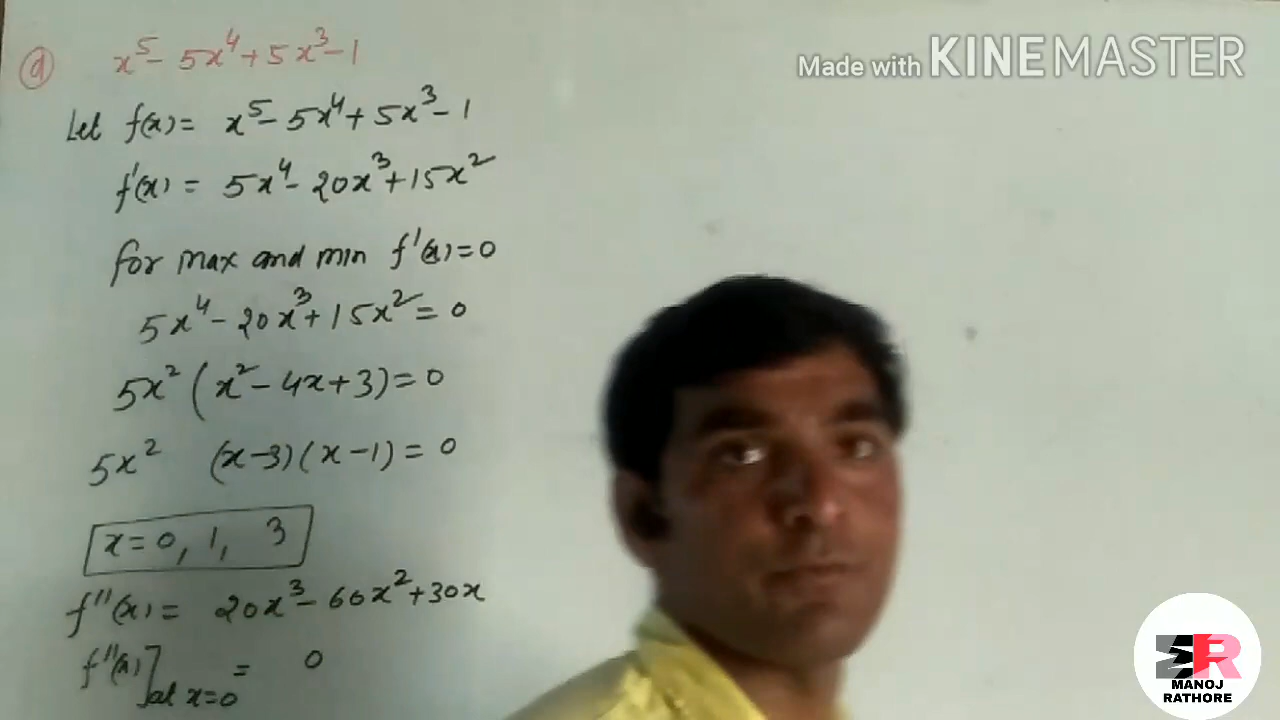 (d) x⁵ - 5x⁴ + 5x³ - 1
Let f(x) = x⁵ - 5x⁴ + 5x³ - 1
f'(x) = 5x⁴ - 20x³ + 15x²
for max and min f'(x) = 0
5x⁴ - 20x³ + 15x² = 0
5x² (x² - 4x + 3) = 0
5x² (x-3)(x-1) = 0
x = 0, 1, 3
f''(x) = 20x³ - 60x² + 30x
f''(x)]at x=0 = 0
Made with KINEMASTER
SR
MANOJ
RATHORE